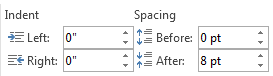 Indent Spacing
Left: 0" Before: 0 pt
Right: 0" After: 8 pt